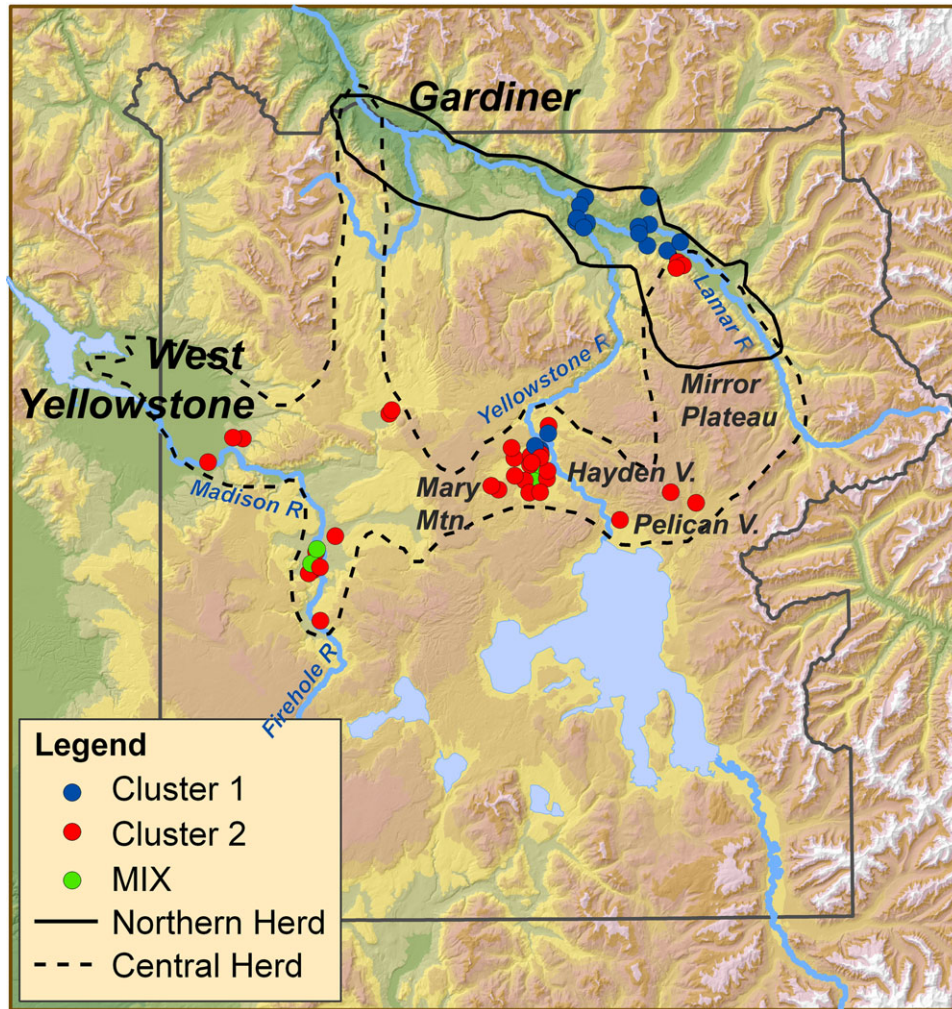 Gardiner
West
Yellowstone
Lamar R
Yellowstone R
Mirror
Plateau
Madison R
Mary
Mtn.
Hayden V.
Pelican V.
Firehole R
Legend
Cluster 1
Cluster 2
MIX
Northern Herd
Central Herd